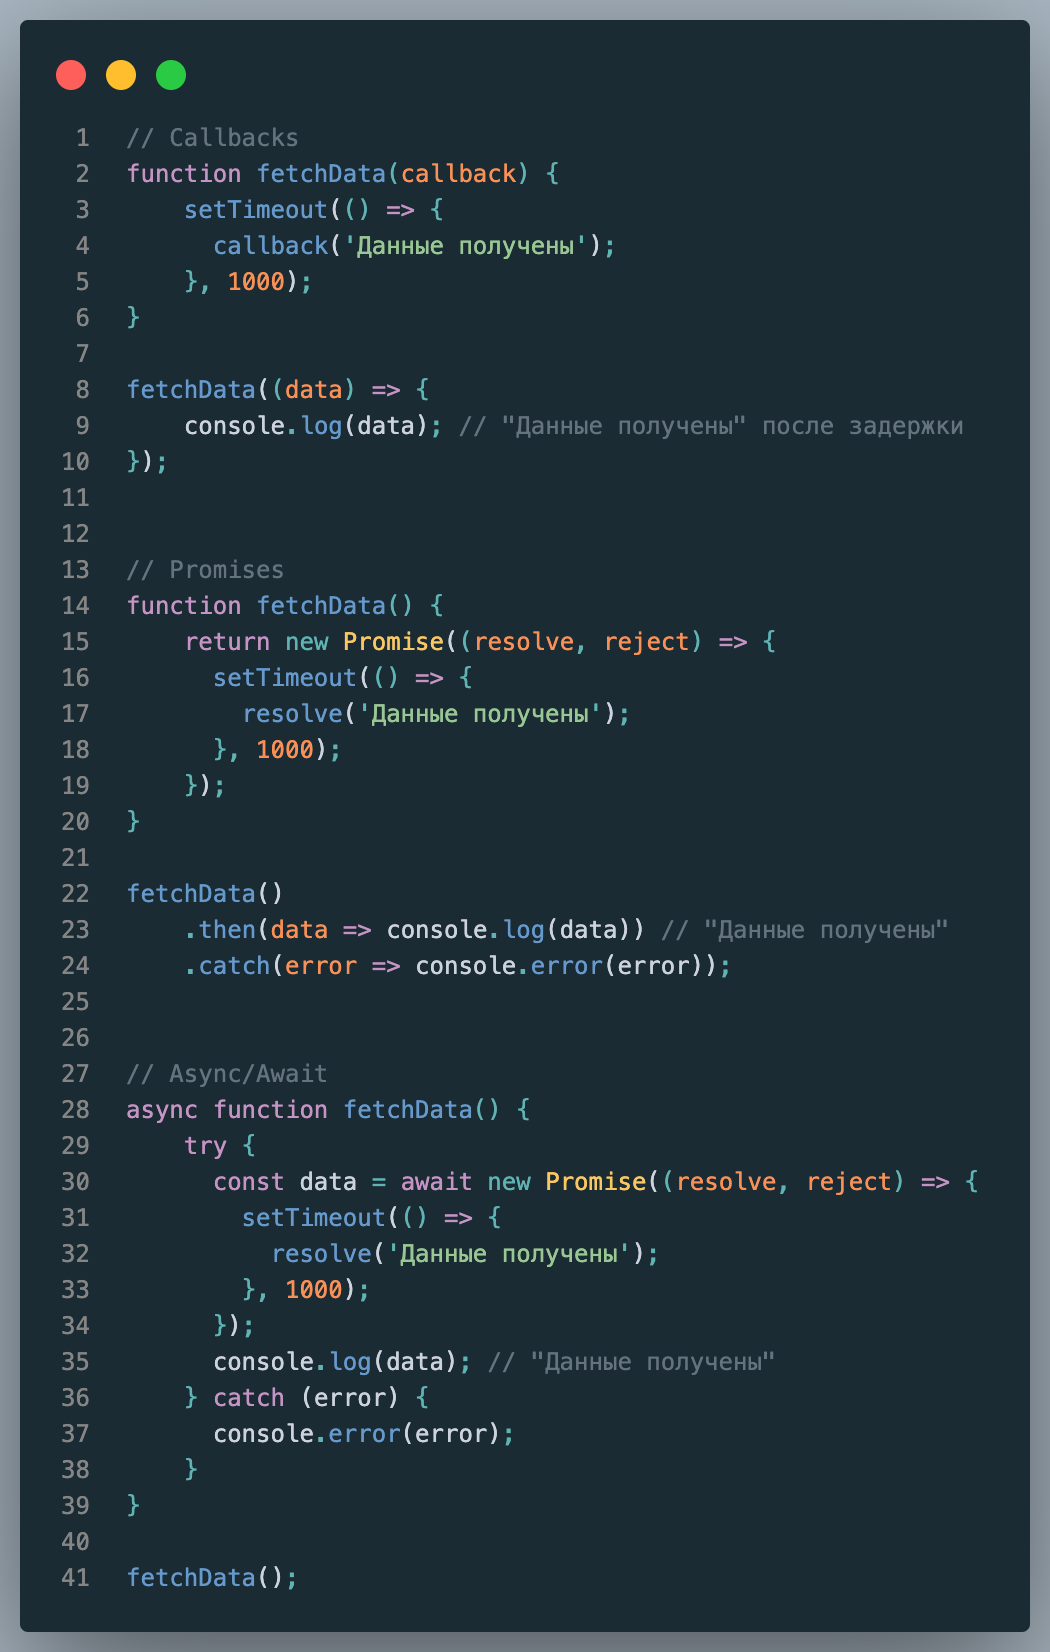 1 // Callbacks
2 function fetchData(callback) {
3     setTimeout(() => {
4       callback('Данные получены');
5     }, 1000);
6 }
7
8 fetchData((data) => {
9     console.log(data); // "Данные получены" после задержки
10 });
11
12
13 // Promises
14 function fetchData() {
15     return new Promise((resolve, reject) => {
16       setTimeout(() => {
17         resolve('Данные получены');
18       }, 1000);
19     });
20 }
21
22 fetchData()
23     .then(data => console.log(data)) // "Данные получены"
24     .catch(error => console.error(error));
25
26
27 // Async/Await
28 async function fetchData() {
29     try {
30       const data = await new Promise((resolve, reject) => {
31         setTimeout(() => {
32           resolve('Данные получены');
33         }, 1000);
34       });
35       console.log(data); // "Данные получены"
36     } catch (error) {
37       console.error(error);
38     }
39 }
40
41 fetchData();